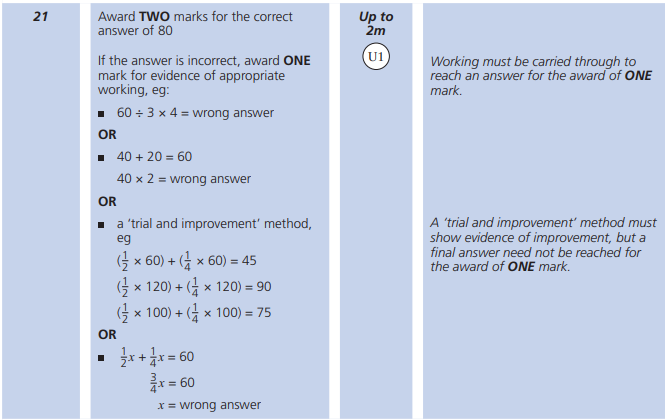 21
Award TWO marks for the correct
answer of 80
Up to
2m
U1
If the answer is incorrect, award ONE
mark for evidence of appropriate
working, eg:
■ 60 ÷ 3 × 4 = wrong answer
OR
■ 40 + 20 = 60
40 × 2 = wrong answer
OR
■ a ‘trial and improvement’ method,
eg
(1/2 × 60) + (1/4 × 60) = 45
(1/2 × 120) + (1/4 × 120) = 90
(1/2 × 100) + (1/4 × 100) = 75
OR
■ 1/2x + 1/4x = 60
3/4x = 60
x = wrong answer
Working must be carried through to
reach an answer for the award of ONE
mark.
A ‘trial and improvement’ method must
show evidence of improvement, but a
final answer need not be reached for
the award of ONE mark.